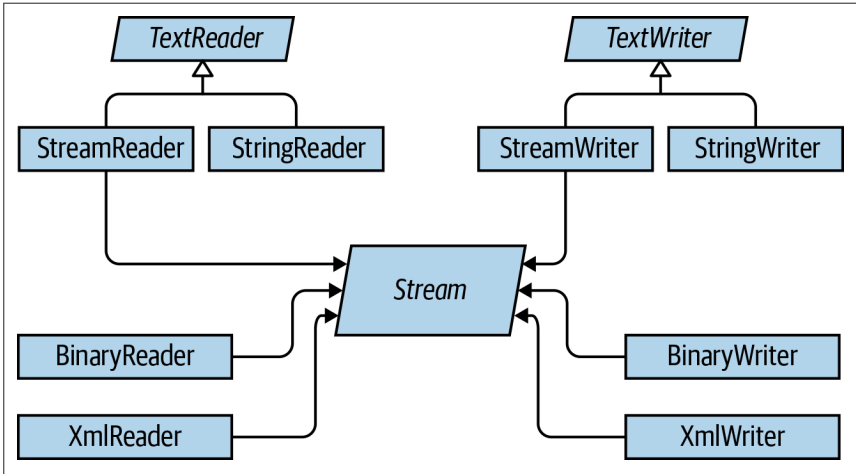 TextReader
TextWriter
StreamReader
StringReader
StreamWriter
StringWriter
Stream
BinaryReader
BinaryWriter
XmlReader
XmlWriter